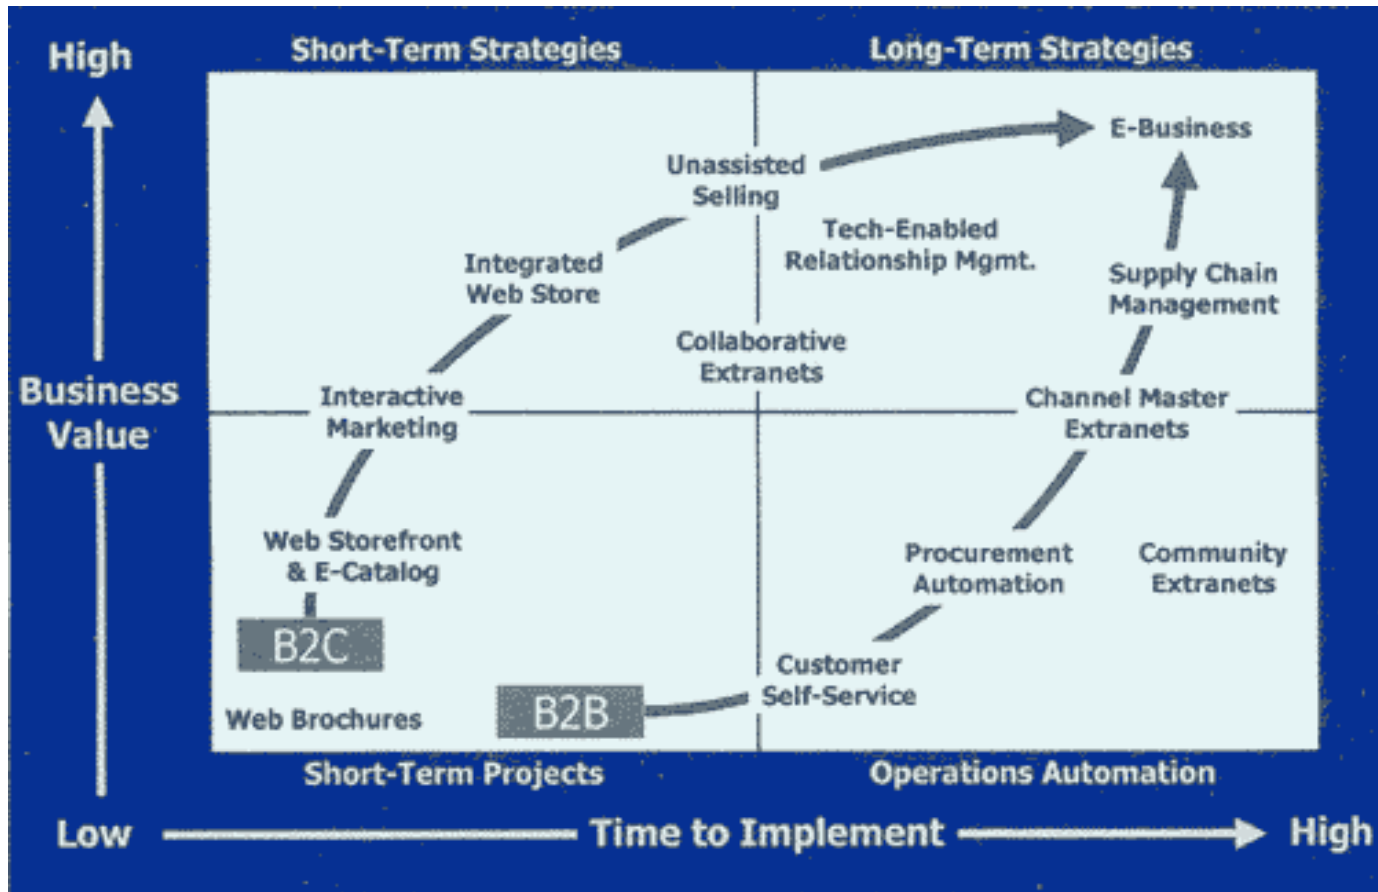 High
Short-Term Strategies
Long-Term Strategies
E-Business
Unassisted
Selling
Tech-Enabled
Relationship Mgmt.
Integrated
Web Store
Supply Chain
Management
Collaborative
Extranets
Business
Value
Interactive
Marketing
Channel Master
Extranets
Web Storefront
& E-Catalog
Procurement
Automation
Community
Extranets
B2C
Customer
Self-Service
Web Brochures
B2B
Short-Term Projects
Operations Automation
Low
Time to Implement
High